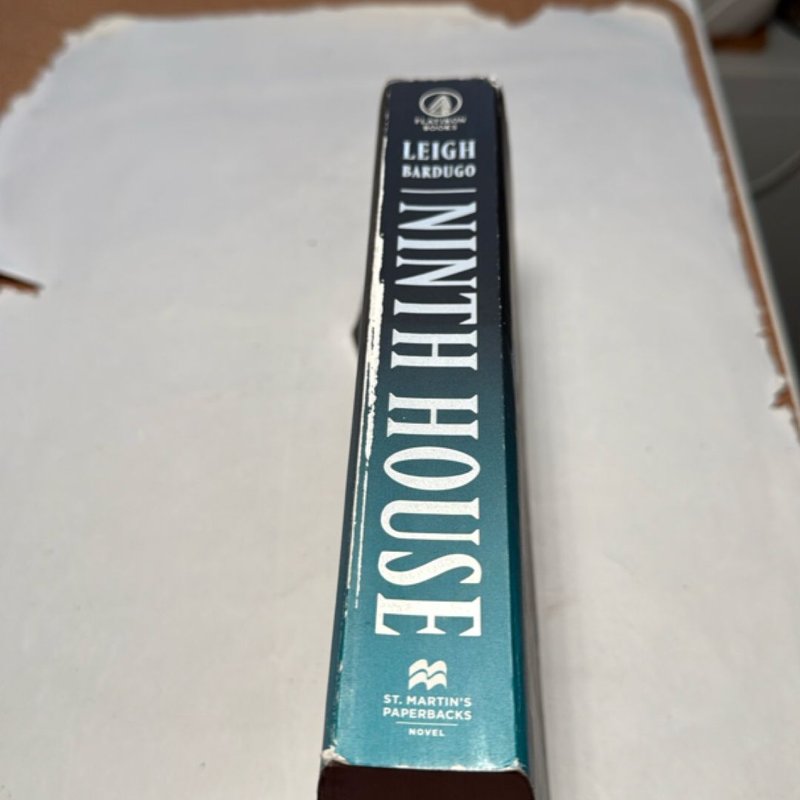 FLATIRON
BOOKS
LEIGH
BARDUGO
NINTH HOUSE
ST. MARTIN'S
PAPERBACKS
NOVEL